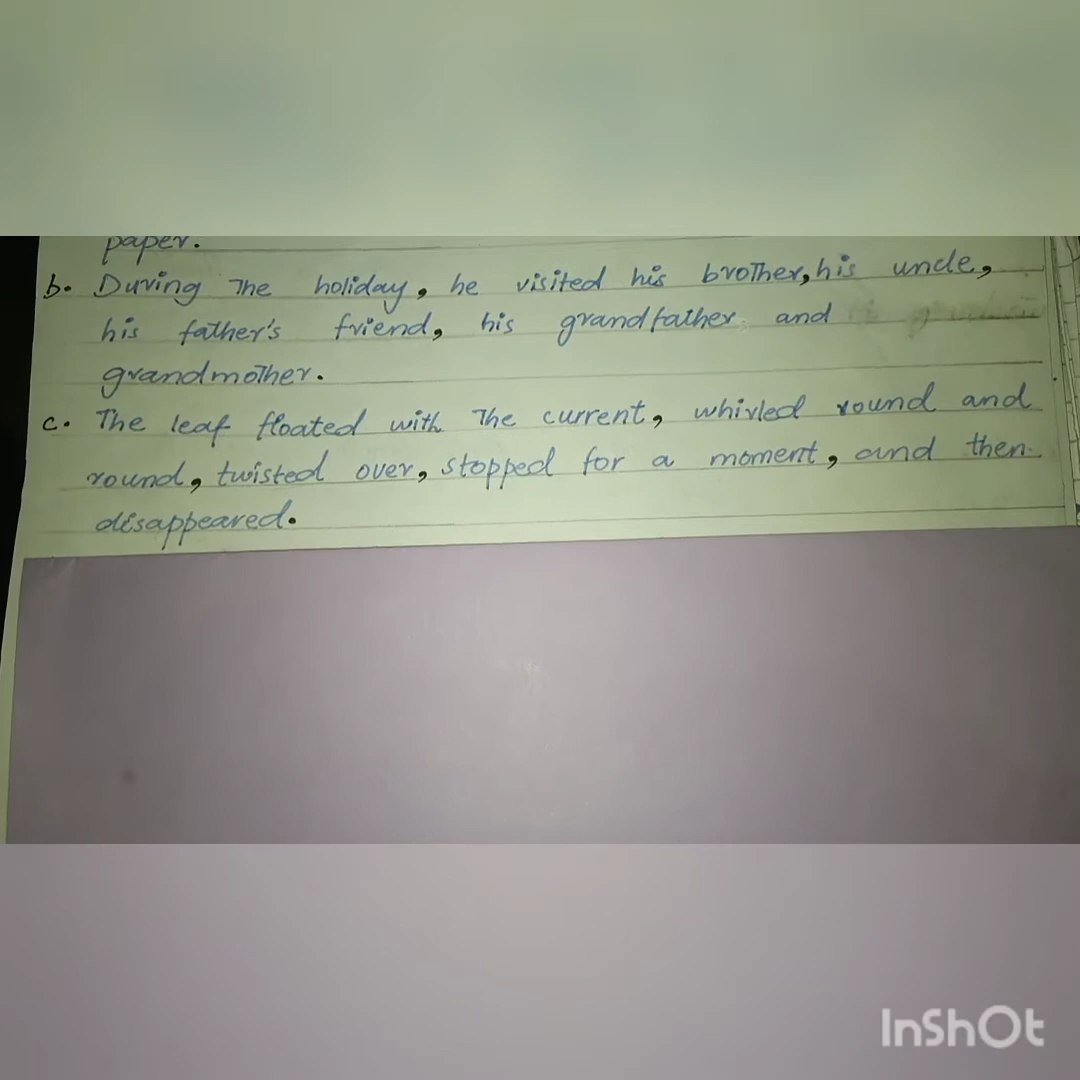 paper.
b. During the holiday, he visited his brother, his uncle,
his father's friend, his grandfather and
grandmother.
c. The leaf floated with the current, whirled round and
round, twisted over, stopped for a moment, and then
disappeared.
InShOt